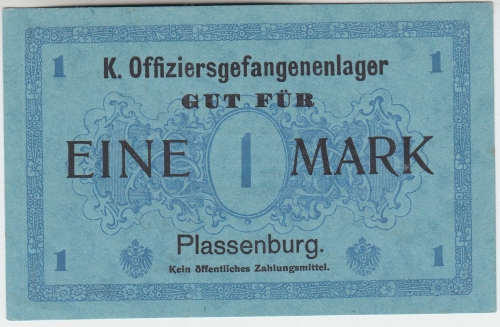 1 1
K. Offiziersgefangenenlager
GUT FÜR
EINE 1 MARK
Plassenburg.
Kein öffentliches Zahlungsmittel.
1 1